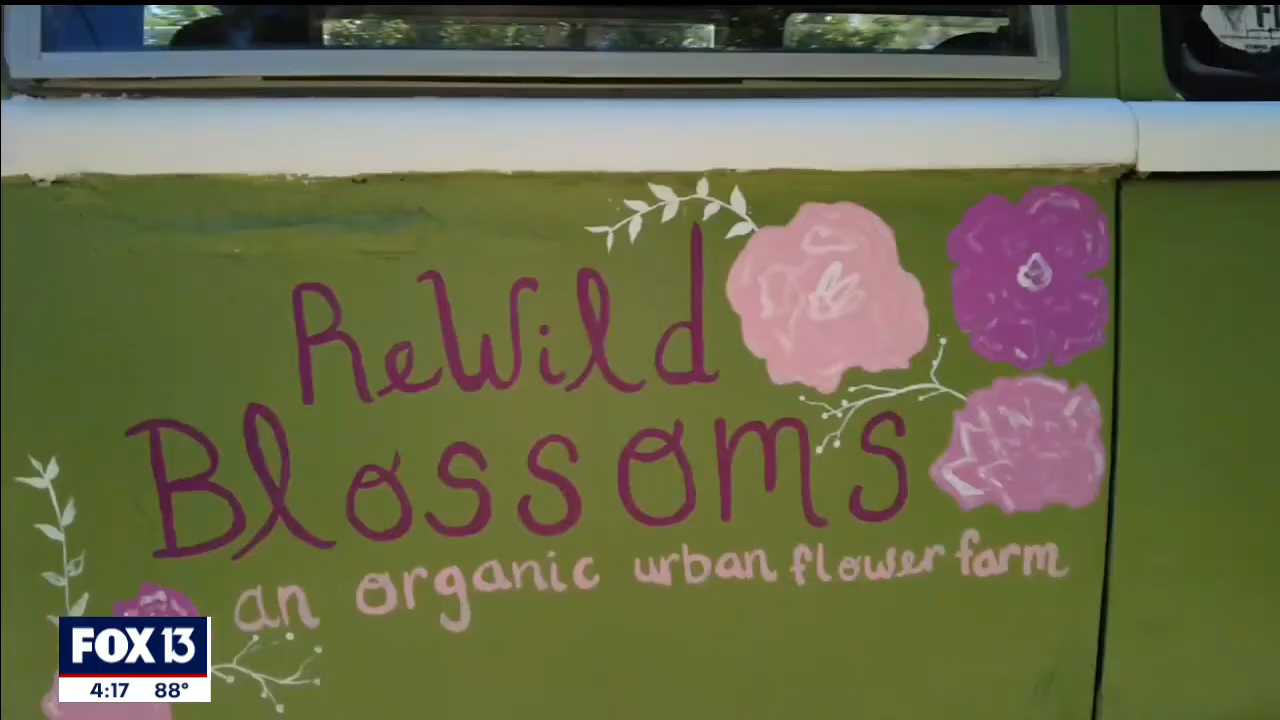 ReWild
Blossoms
an organic urban flower farm
FOX 13
4:17 88°